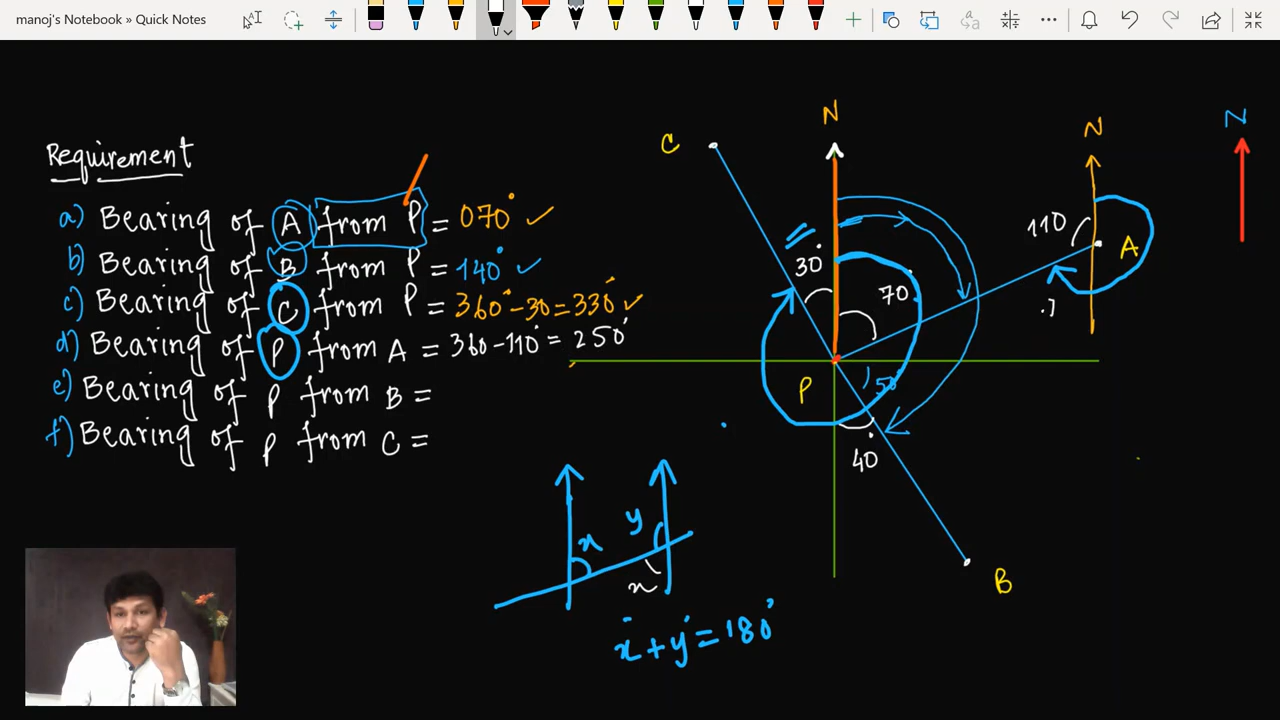 manoj's Notebook » Quick Notes
Requirement
a) Bearing of A from P = 070° ✓
b) Bearing of B from P = 140° ✓
c) Bearing of C from P = 360° - 30 = 330° ✓
d) Bearing of P from A = 360 - 110° = 250°
e) Bearing of P from B =
f) Bearing of P from C =
N
N
N
C
110
A
30°
70
P
50°
40
B
x
y
x
x° + y° = 180°